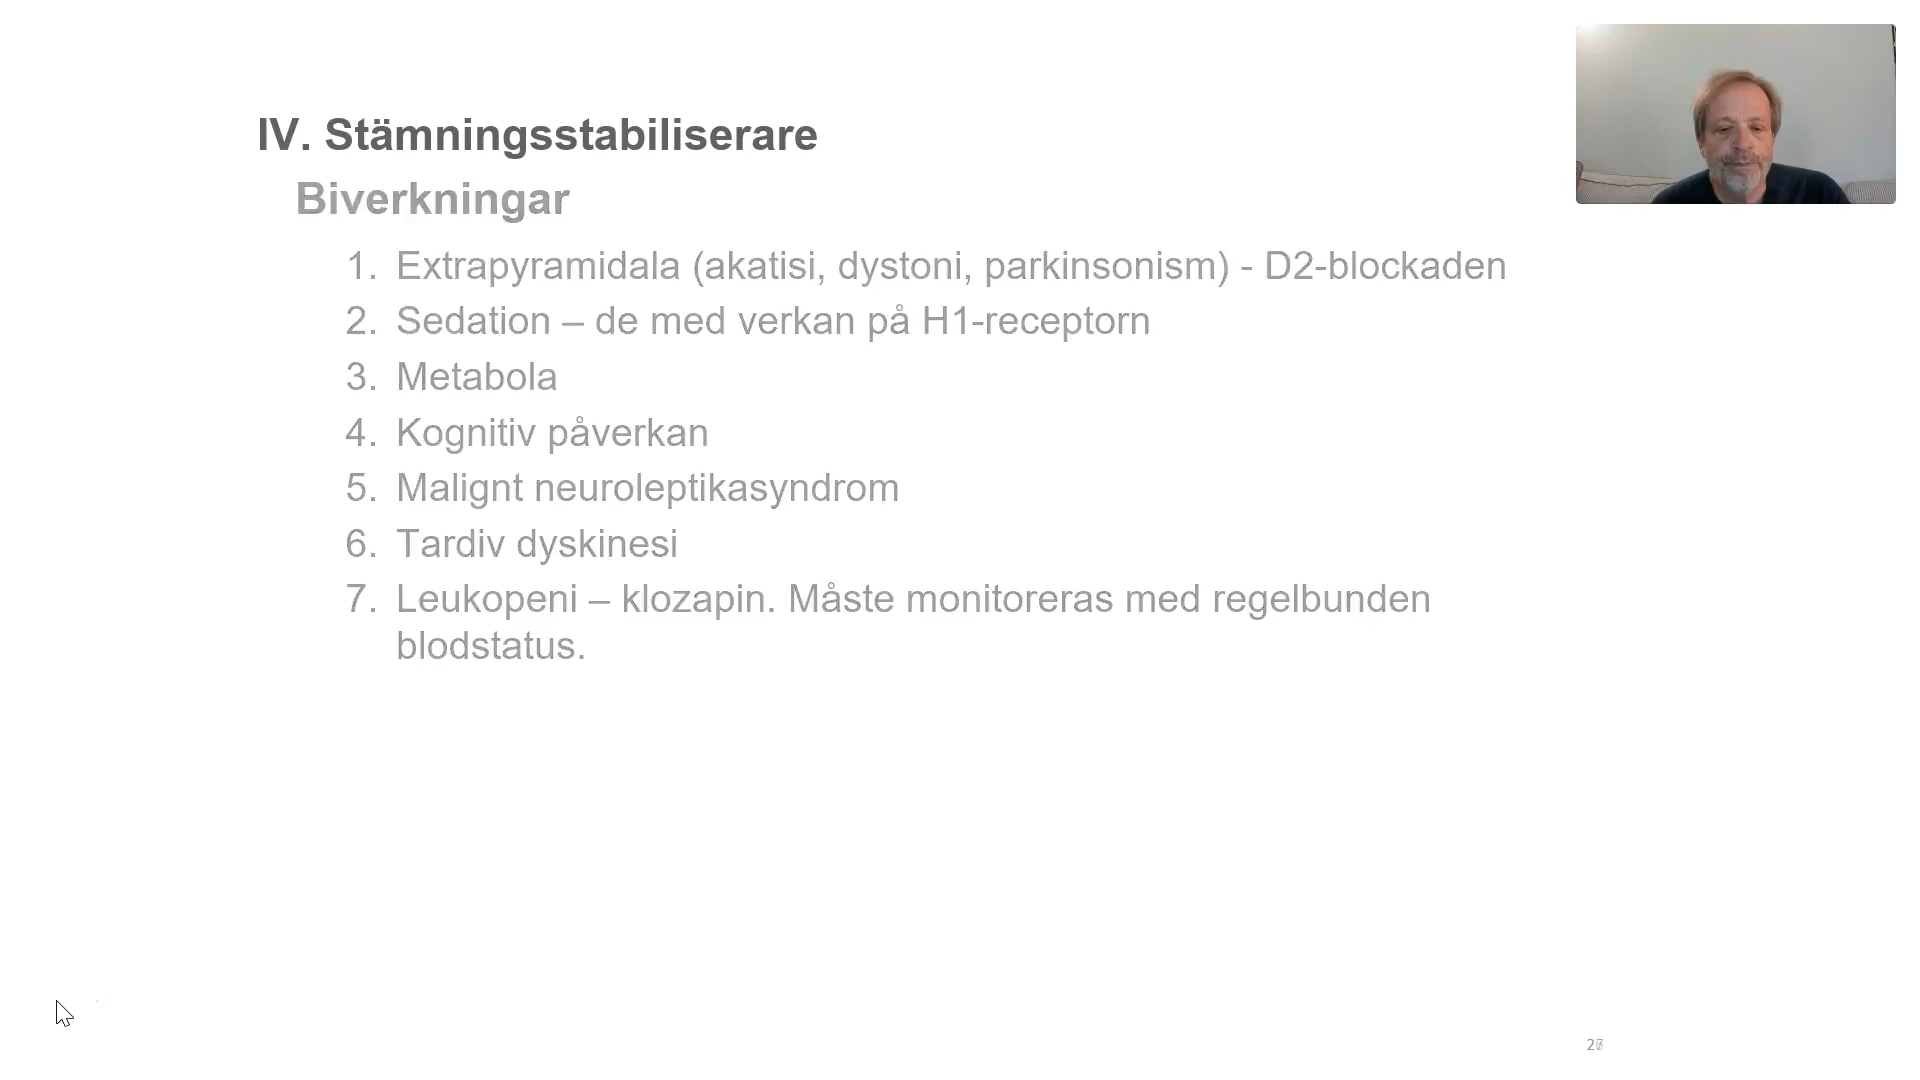 IV. Stämningsstabiliserare
Biverkningar
1. Extrapyramidala (akatisi, dystoni, parkinsonism) - D2-blockaden
2. Sedation – de med verkan på H1-receptorn
3. Metabola
4. Kognitiv påverkan
5. Malignt neuroleptikasyndrom
6. Tardiv dyskinesi
7. Leukopeni – klozapin. Måste monitoreras med regelbunden
blodstatus.